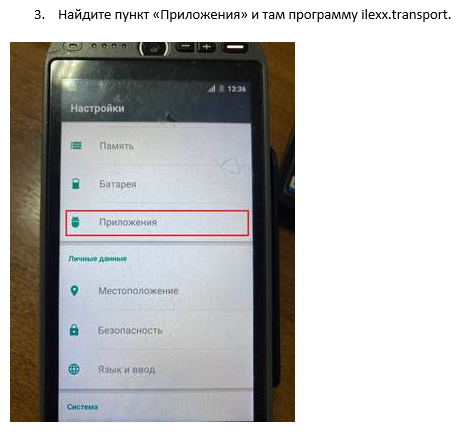 3. Найдите пункт «Приложения» и там программу ilexx.transport.
13:36
Настройки
Память
Батарея
Приложения
Личные данные
Местоположение
Безопасность
Язык и ввод
Система